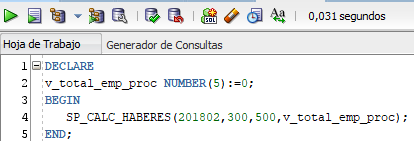 0,031 segundos
Hoja de Trabajo Generador de Consultas
1 DECLARE
2 v_total_emp_proc NUMBER(5):=0;
3 BEGIN
4 SP_CALC_HABERES(201802,300,500,v_total_emp_proc);
5 END;